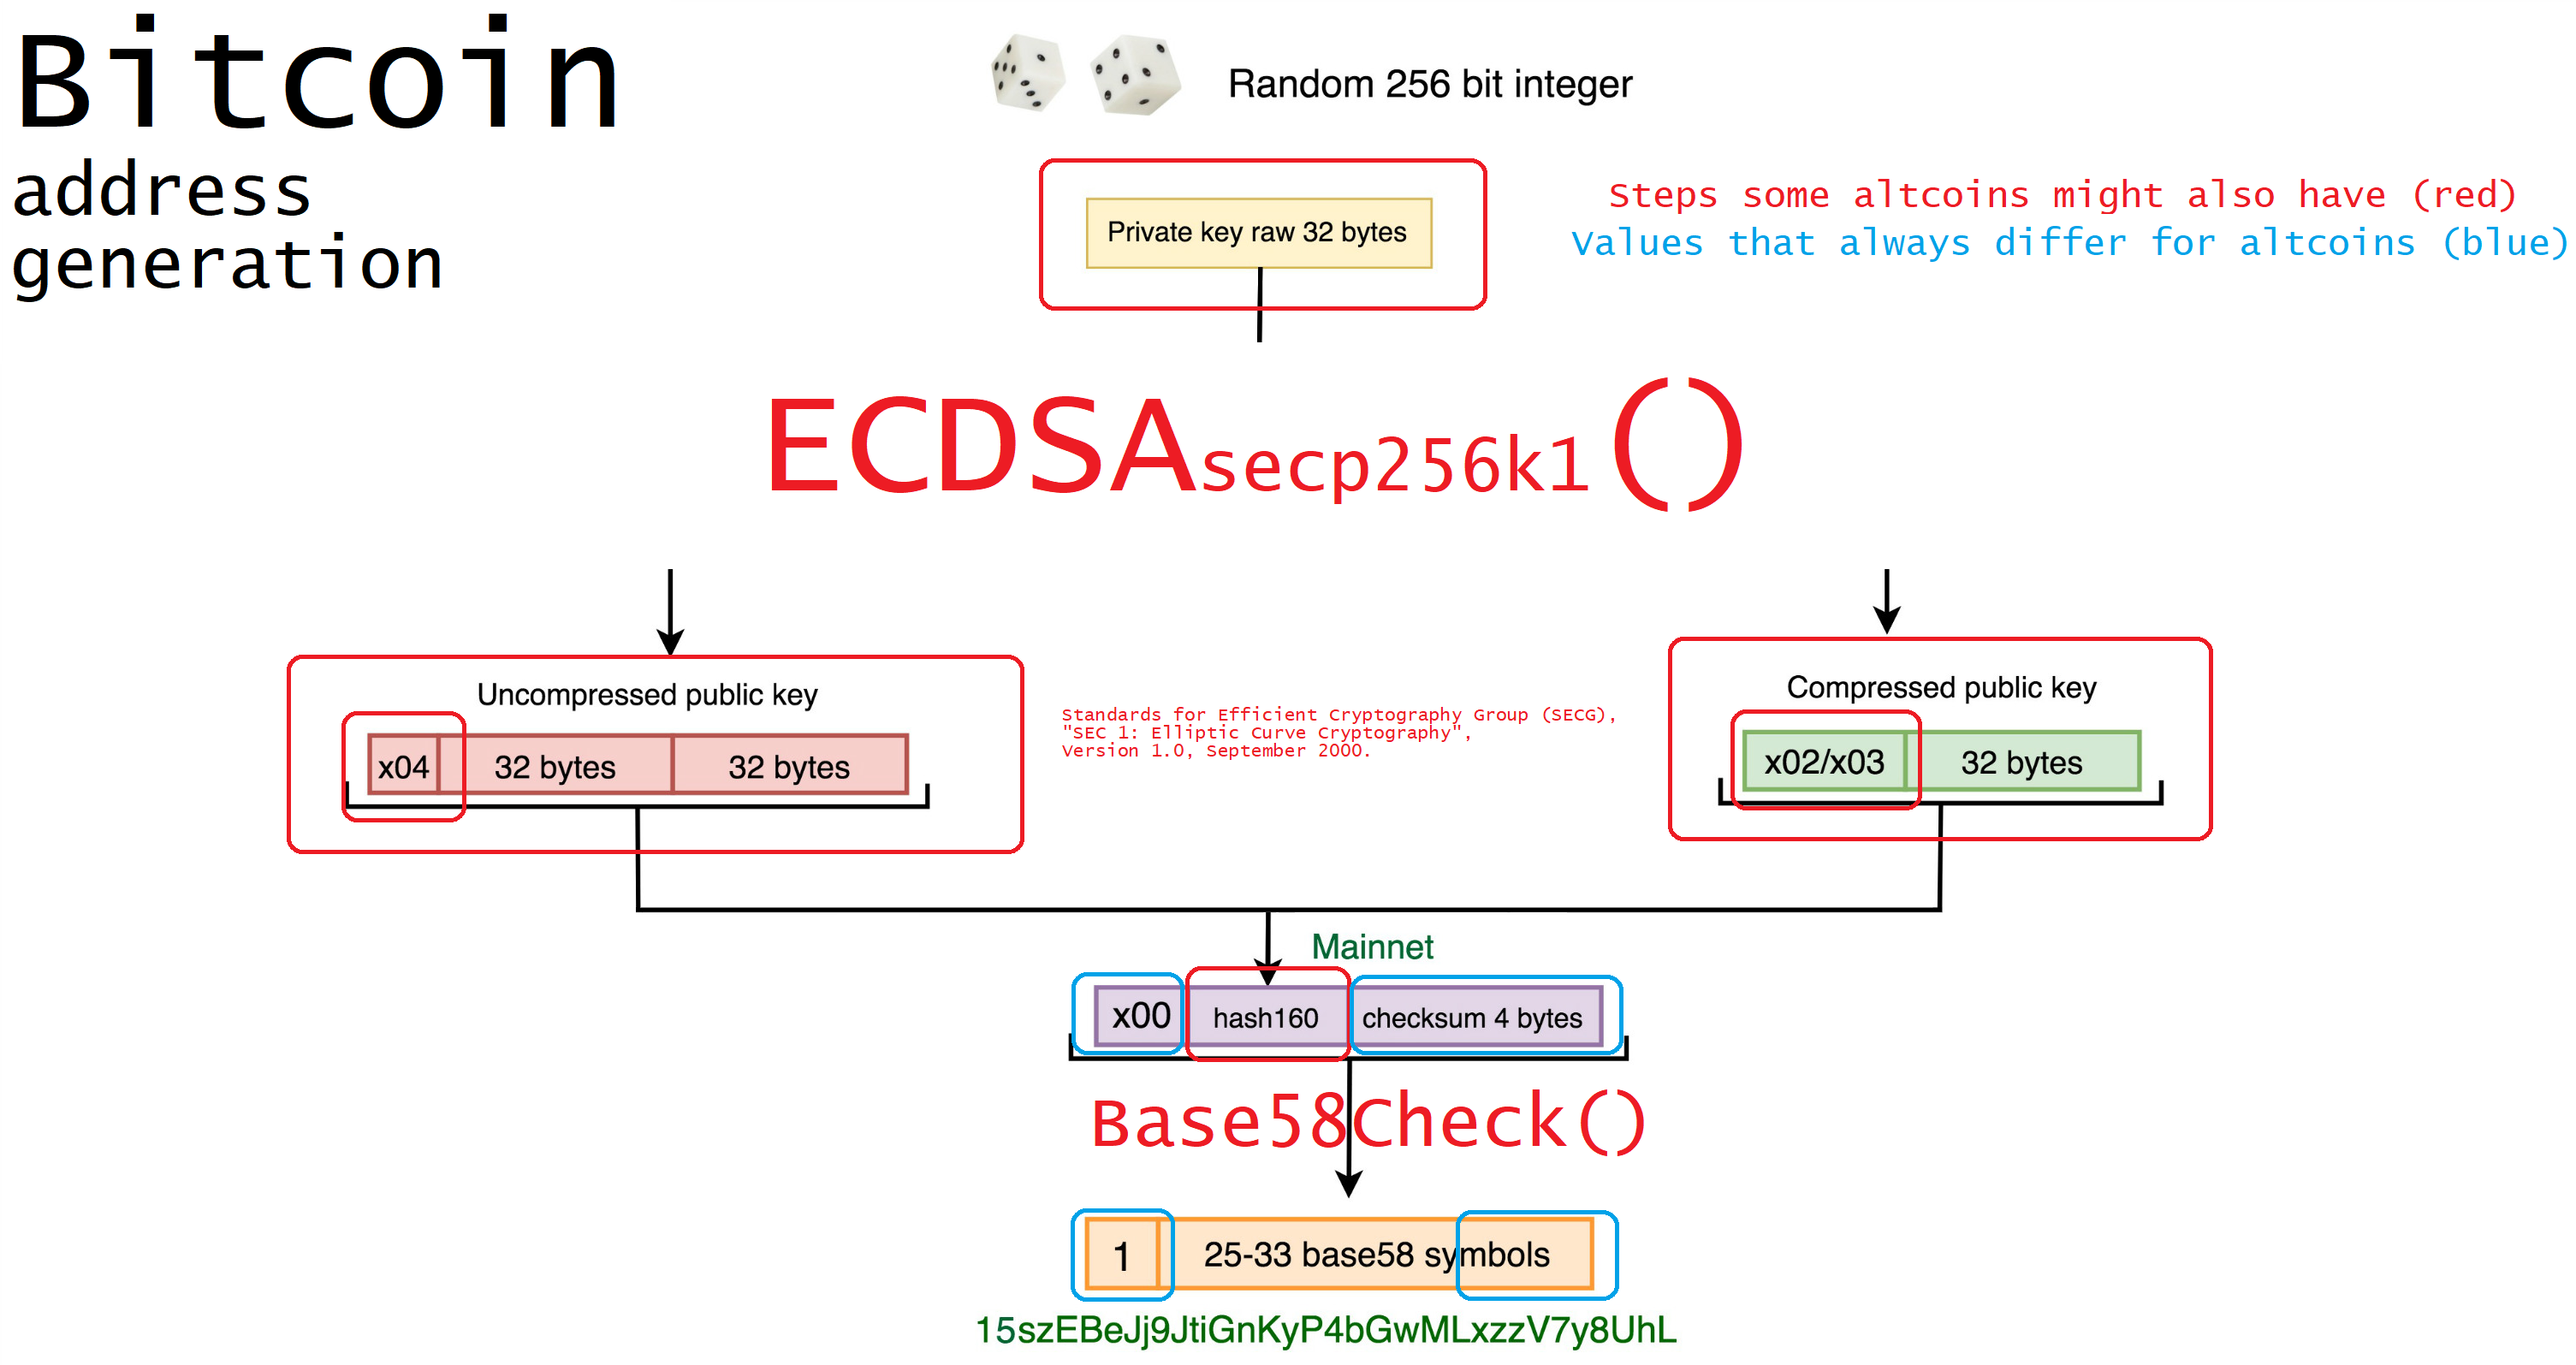 Bitcoin
address
generation
Random 256 bit integer
Private key raw 32 bytes
Steps some altcoins might also have (red)
Values that always differ for altcoins (blue)
ECDSAsecp256k1()
Uncompressed public key
x04 32 bytes 32 bytes
Standards for Efficient Cryptography Group (SECG),
"SEC 1: Elliptic Curve Cryptography",
Version 1.0, September 2000.
Compressed public key
x02/x03 32 bytes
Mainnet
x00 hash160 checksum 4 bytes
Base58Check()
1 25-33 base58 symbols
15szEBeJj9JtiGnKyP4bGwMLxzzV7y8UhL